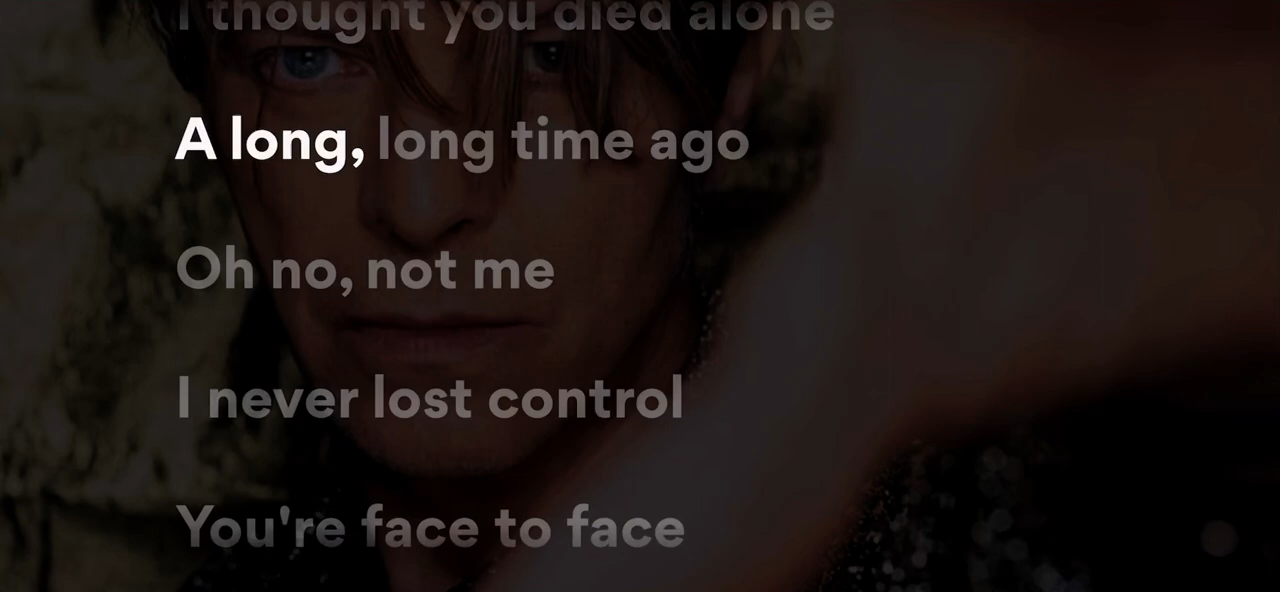 I thought you died alone
A long, long time ago
Oh no, not me
I never lost control
You're face to face